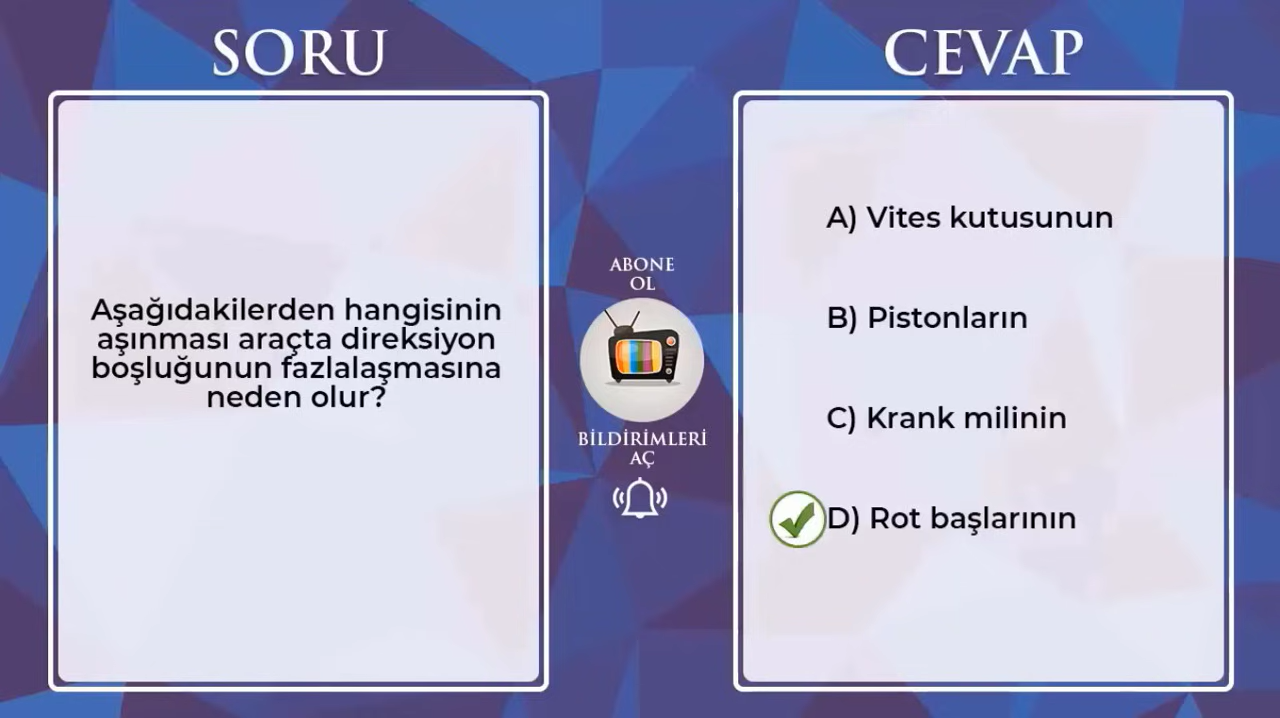 SORU
Aşağıdakilerden hangisinin
aşınması araçta direksiyon
boşluğunun fazlalaşmasına
neden olur?
ABONE
OL
BİLDİRİMLERİ
AÇ
CEVAP
A) Vites kutusunun
B) Pistonların
C) Krank milinin
D) Rot başlarının